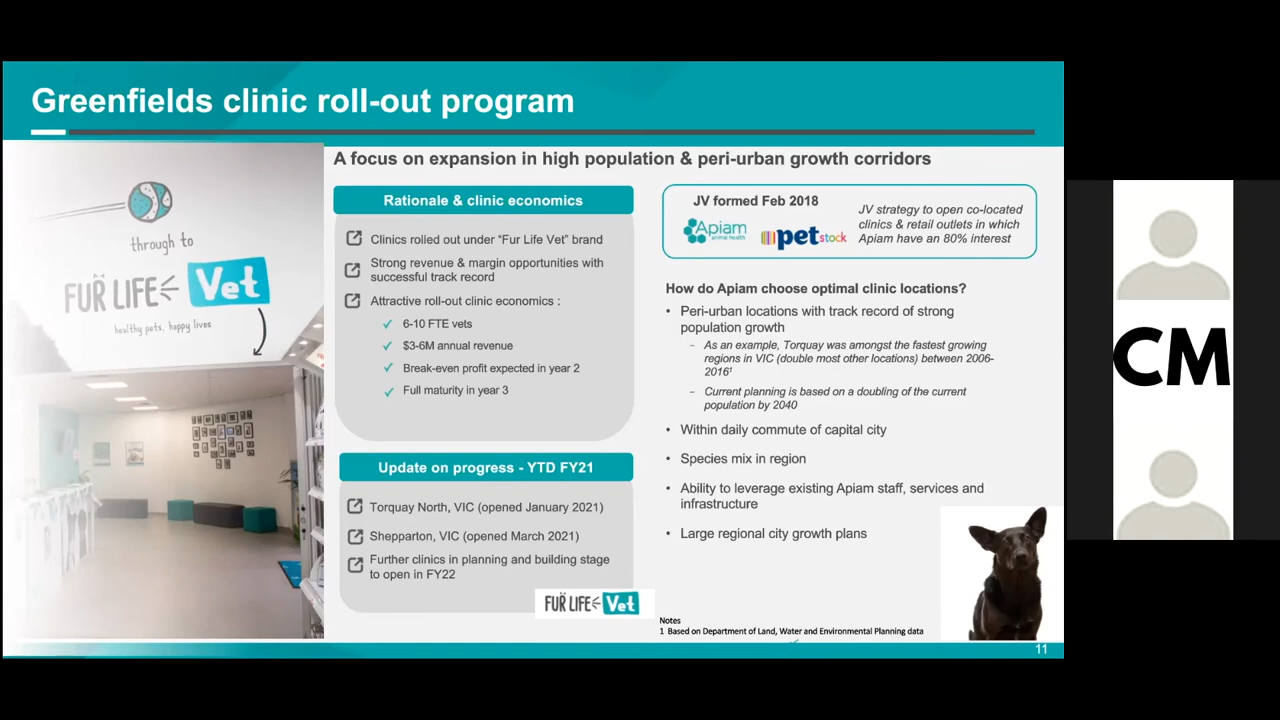 Greenfields clinic roll-out program
through to
FUR LIFE Vet
healthy pets, happy lives
A focus on expansion in high population & peri-urban growth corridors
Rationale & clinic economics
Clinics rolled out under “Fur Life Vet” brand
Strong revenue & margin opportunities with
successful track record
Attractive roll-out clinic economics :
✓ 6-10 FTE vets
✓ $3-6M annual revenue
✓ Break-even profit expected in year 2
✓ Full maturity in year 3
Update on progress - YTD FY21
Torquay North, VIC (opened January 2021)
Shepparton, VIC (opened March 2021)
Further clinics in planning and building stage
to open in FY22
FUR LIFE Vet
JV formed Feb 2018
Apiam
animal health
petstock
JV strategy to open co-located
clinics & retail outlets in which
Apiam have an 80% interest
How do Apiam choose optimal clinic locations?
• Peri-urban locations with track record of strong
population growth
– As an example, Torquay was amongst the fastest growing
regions in VIC (double most other locations) between 2006-
2016¹
– Current planning is based on a doubling of the current
population by 2040
• Within daily commute of capital city
• Species mix in region
• Ability to leverage existing Apiam staff, services and
infrastructure
• Large regional city growth plans
Notes
1 Based on Department of Land, Water and Environmental Planning data
11
CM